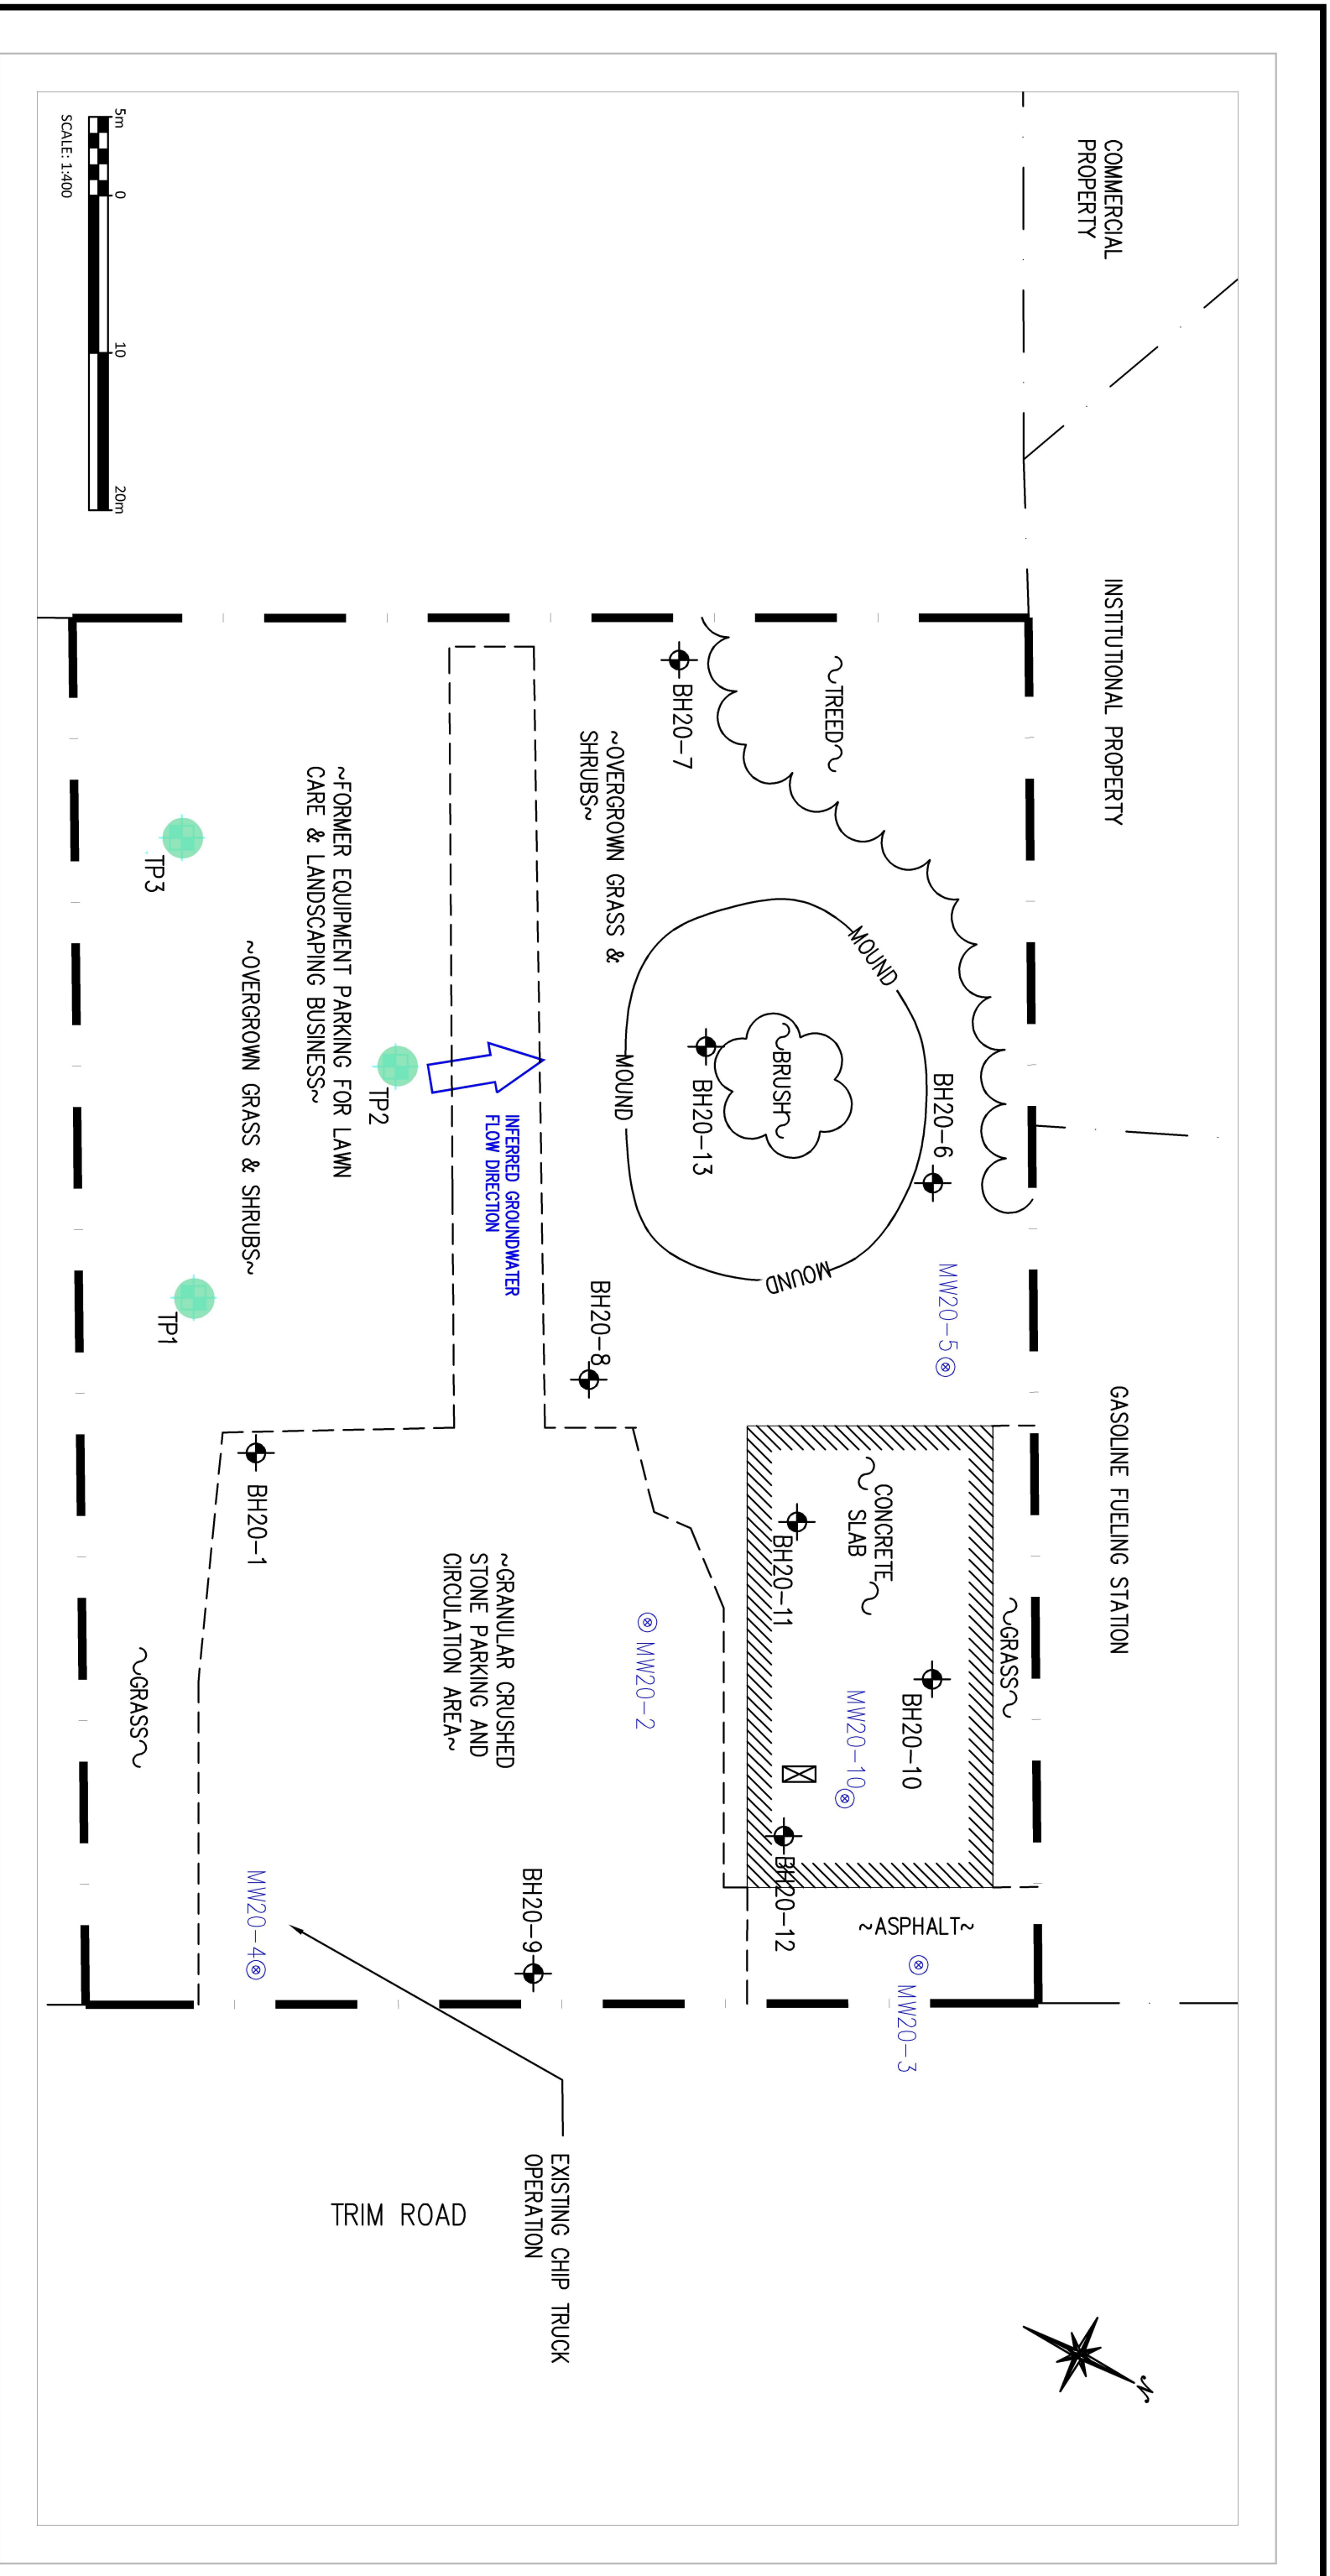 COMMERCIAL
PROPERTY
INSTITUTIONAL PROPERTY
GASOLINE FUELING STATION
~TREED~
BH20-7
~OVERGROWN GRASS &
SHRUBS~
MOUND
BH20-6
~BRUSH~
BH20-13
MOUND
MOUND
MW20-5
BH20-8
~GRASS~
CONCRETE
SLAB
BH20-11
BH20-10
MW20-10
BH20-12
~ASPHALT~
MW20-3
MW20-2
~GRANULAR CRUSHED
STONE PARKING AND
CIRCULATION AREA~
INFERRED GROUNDWATER
FLOW DIRECTION
~FORMER EQUIPMENT PARKING FOR LAWN
CARE & LANDSCAPING BUSINESS~
TP2
~OVERGROWN GRASS & SHRUBS~
TP3
TP1
BH20-1
~GRASS~
MW20-4
BH20-9
EXISTING CHIP TRUCK
OPERATION
TRIM ROAD
N
5m
0
10
20m
SCALE: 1:400